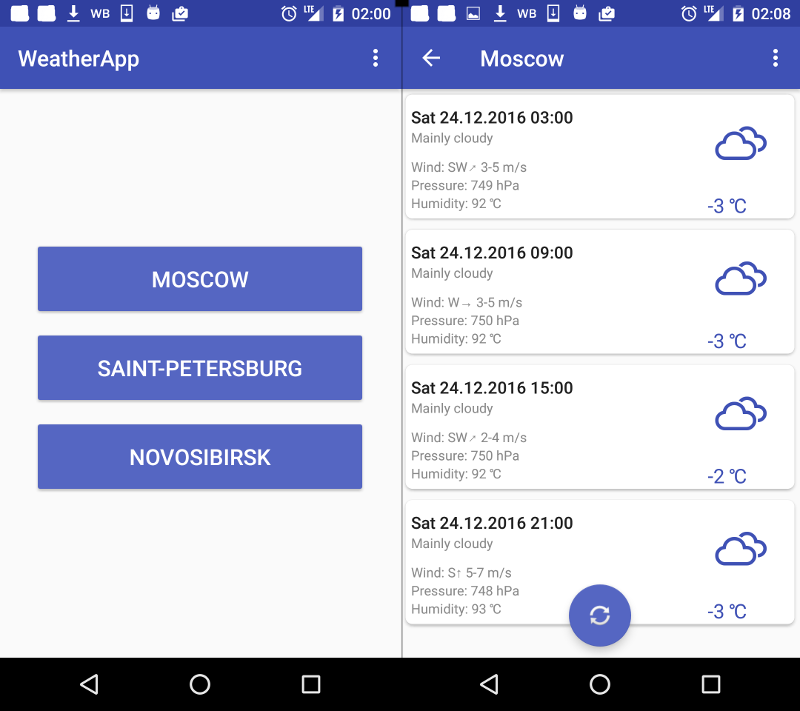 WB LTE 02:00
WeatherApp
MOSCOW
SAINT-PETERSBURG
NOVOSIBIRSK
WB LTE 02:08
Moscow
Sat 24.12.2016 03:00
Mainly cloudy
Wind: SW↗ 3-5 m/s
Pressure: 749 hPa
Humidity: 92 ℃
-3 ℃
Sat 24.12.2016 09:00
Mainly cloudy
Wind: W→ 3-5 m/s
Pressure: 750 hPa
Humidity: 92 ℃
-3 ℃
Sat 24.12.2016 15:00
Mainly cloudy
Wind: SW↗ 2-4 m/s
Pressure: 750 hPa
Humidity: 92 ℃
-2 ℃
Sat 24.12.2016 21:00
Mainly cloudy
Wind: S↑ 5-7 m/s
Pressure: 748 hPa
Humidity: 93 ℃
-3 ℃